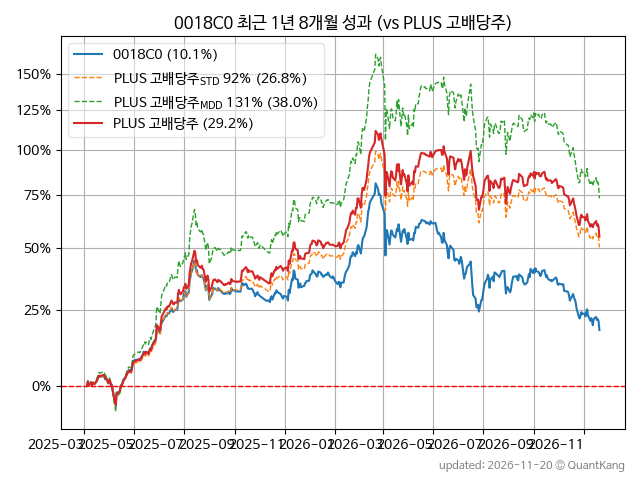 0018C0 최근 1년 8개월 성과 (vs PLUS 고배당주)
0018C0 (10.1%)
PLUS 고배당주STD 92% (26.8%)
PLUS 고배당주MDD 131% (38.0%)
PLUS 고배당주 (29.2%)
150%
125%
100%
75%
50%
25%
0%
2025-03 2025-05 2025-07 2025-09 2025-11 2026-01 2026-03 2026-05 2026-07 2026-09 2026-11
updated: 2026-11-20 © QuantKang